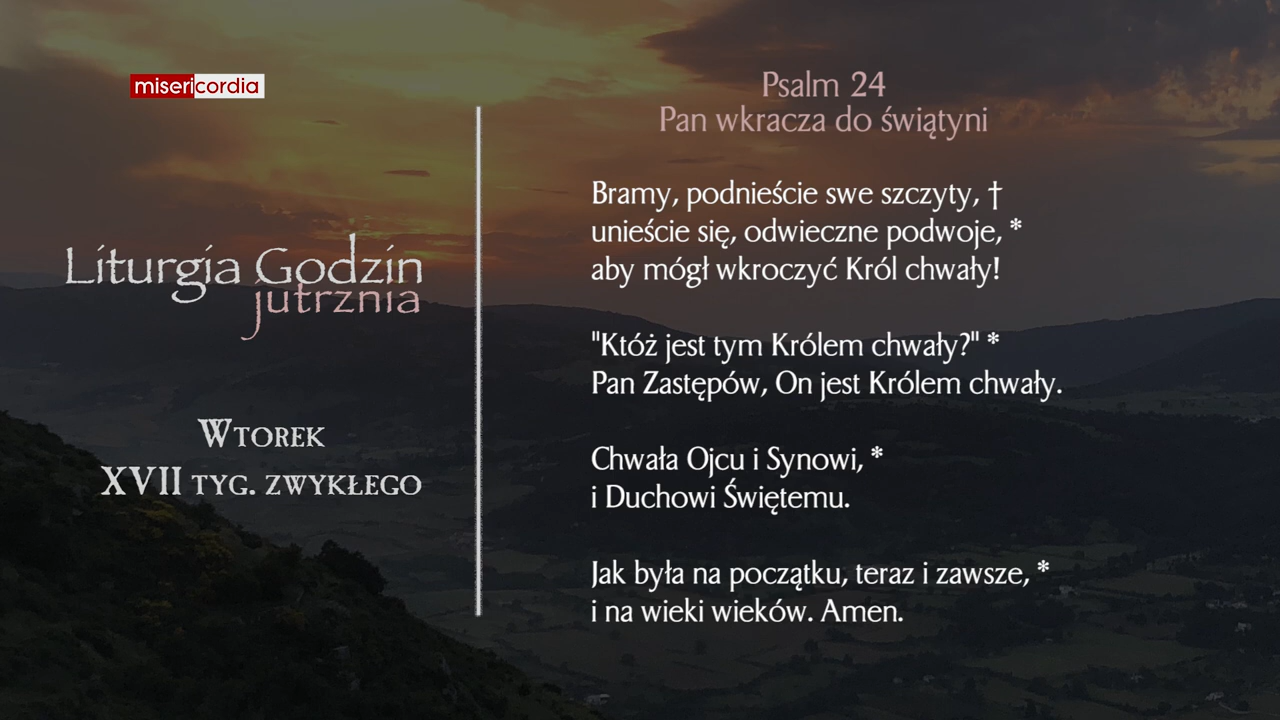 misericordia
Liturgia Godzin
jutrznia
Wtorek
XVII tyg. zwykłego
Psalm 24
Pan wkracza do świątyni
Bramy, podnieście swe szczyty, †
unieście się, odwieczne podwoje, *
aby mógł wkroczyć Król chwały!
"Któż jest tym Królem chwały?" *
Pan Zastępów, On jest Królem chwały.
Chwała Ojcu i Synowi, *
i Duchowi Świętemu.
Jak była na początku, teraz i zawsze, *
i na wieki wieków. Amen.